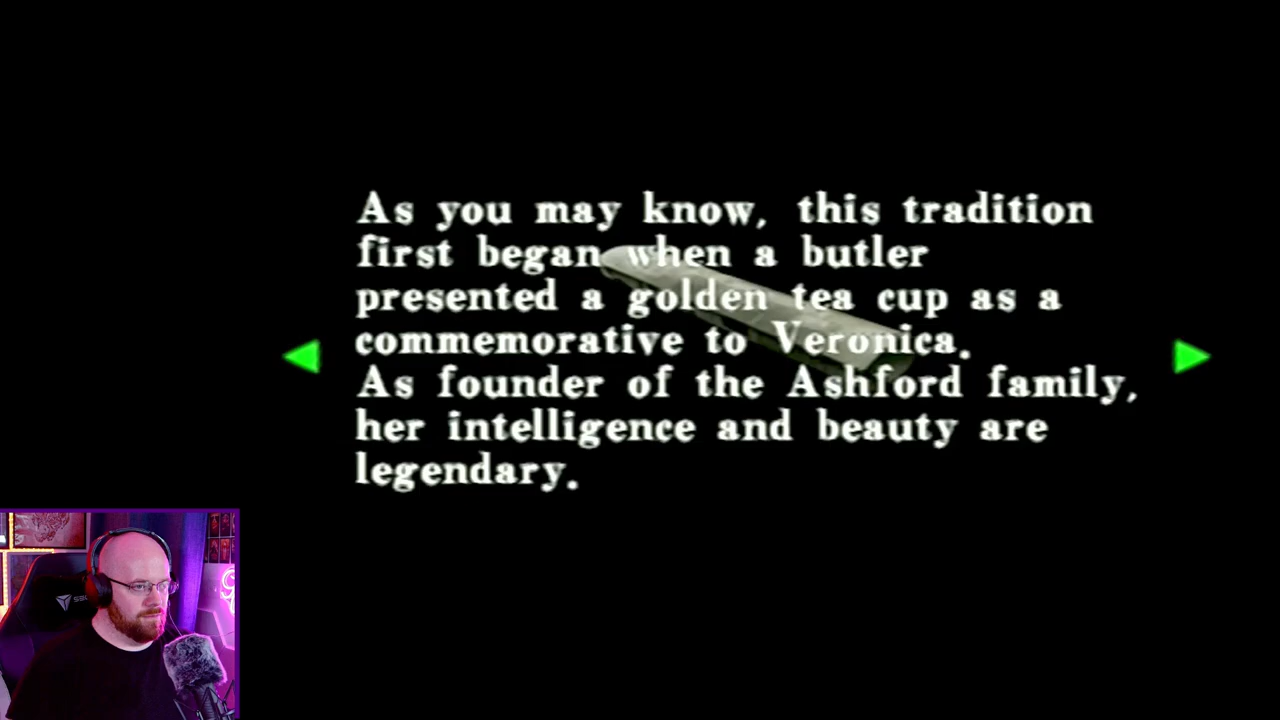 As you may know, this tradition
first began when a butler
presented a golden tea cup as a
commemorative to Veronica.
As founder of the Ashford family,
her intelligence and beauty are
legendary.